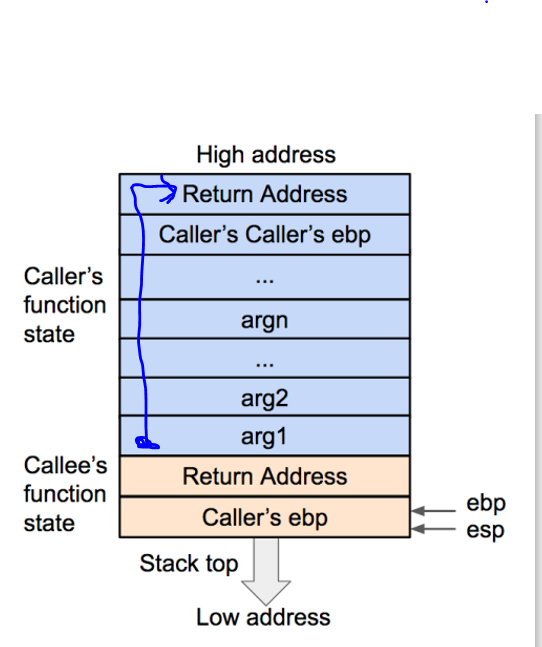 High address
Return Address
Caller's Caller's ebp
...
Caller's
function
state
argn
...
arg2
arg1
Callee's
function
state
Return Address
Caller's ebp
ebp
esp
Stack top
Low address